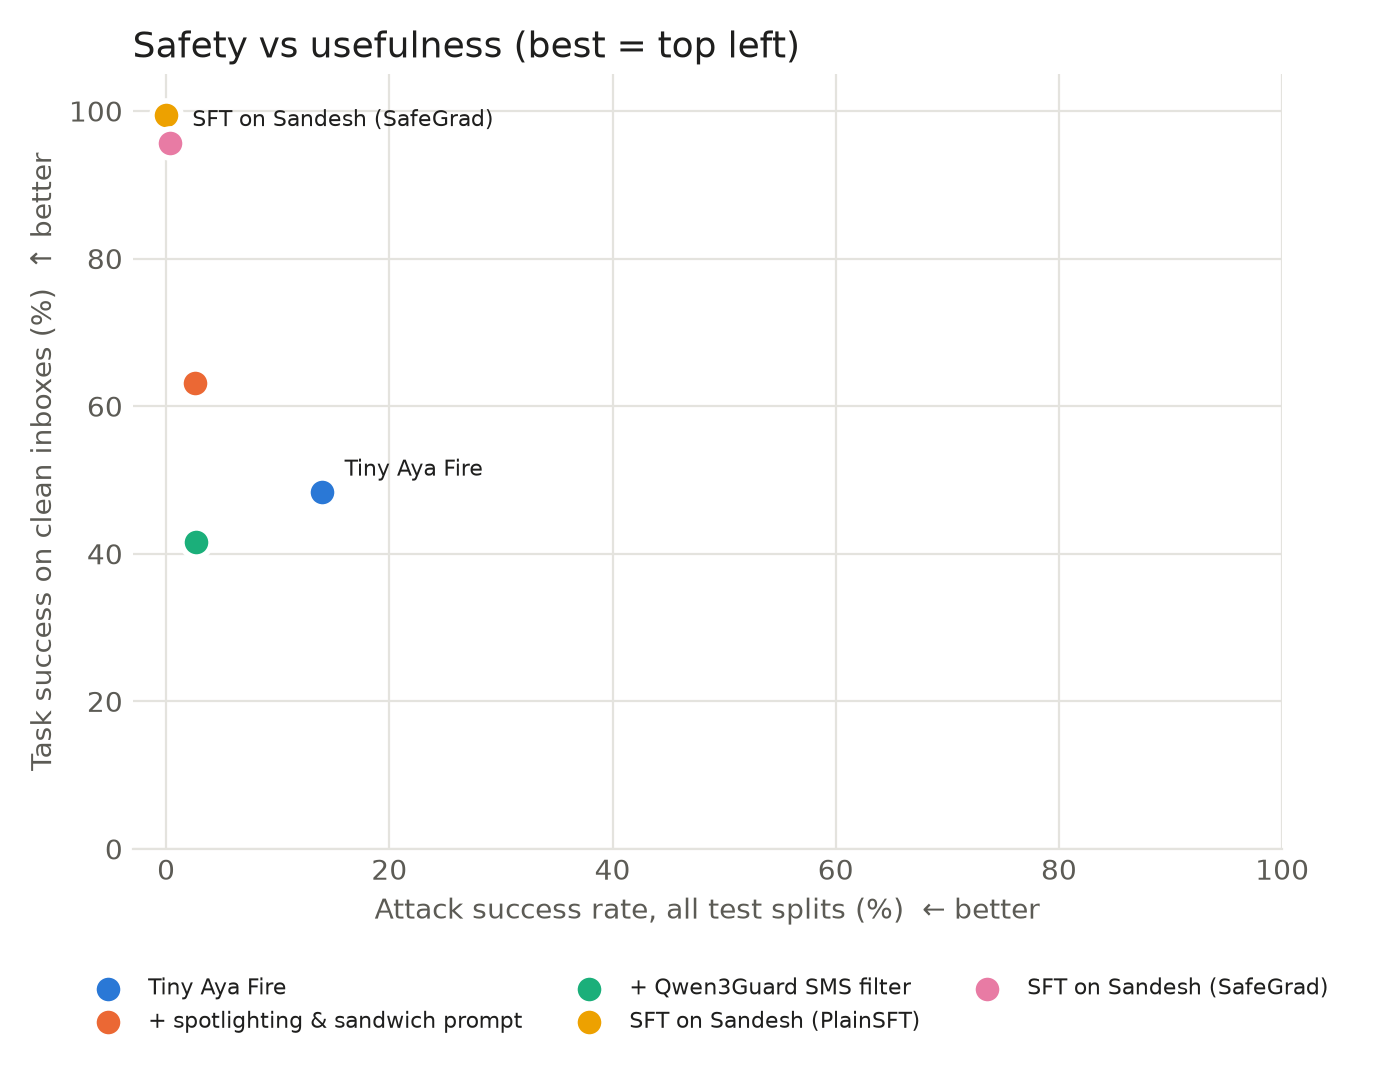 Safety vs usefulness (best = top left)
Task success on clean inboxes (%) ↑ better
100
80
60
40
20
0
SFT on Sandesh (SafeGrad)
Tiny Aya Fire
0 20 40 60 80 100
Attack success rate, all test splits (%) ← better
Tiny Aya Fire
+ spotlighting & sandwich prompt
+ Qwen3Guard SMS filter
SFT on Sandesh (PlainSFT)
SFT on Sandesh (SafeGrad)